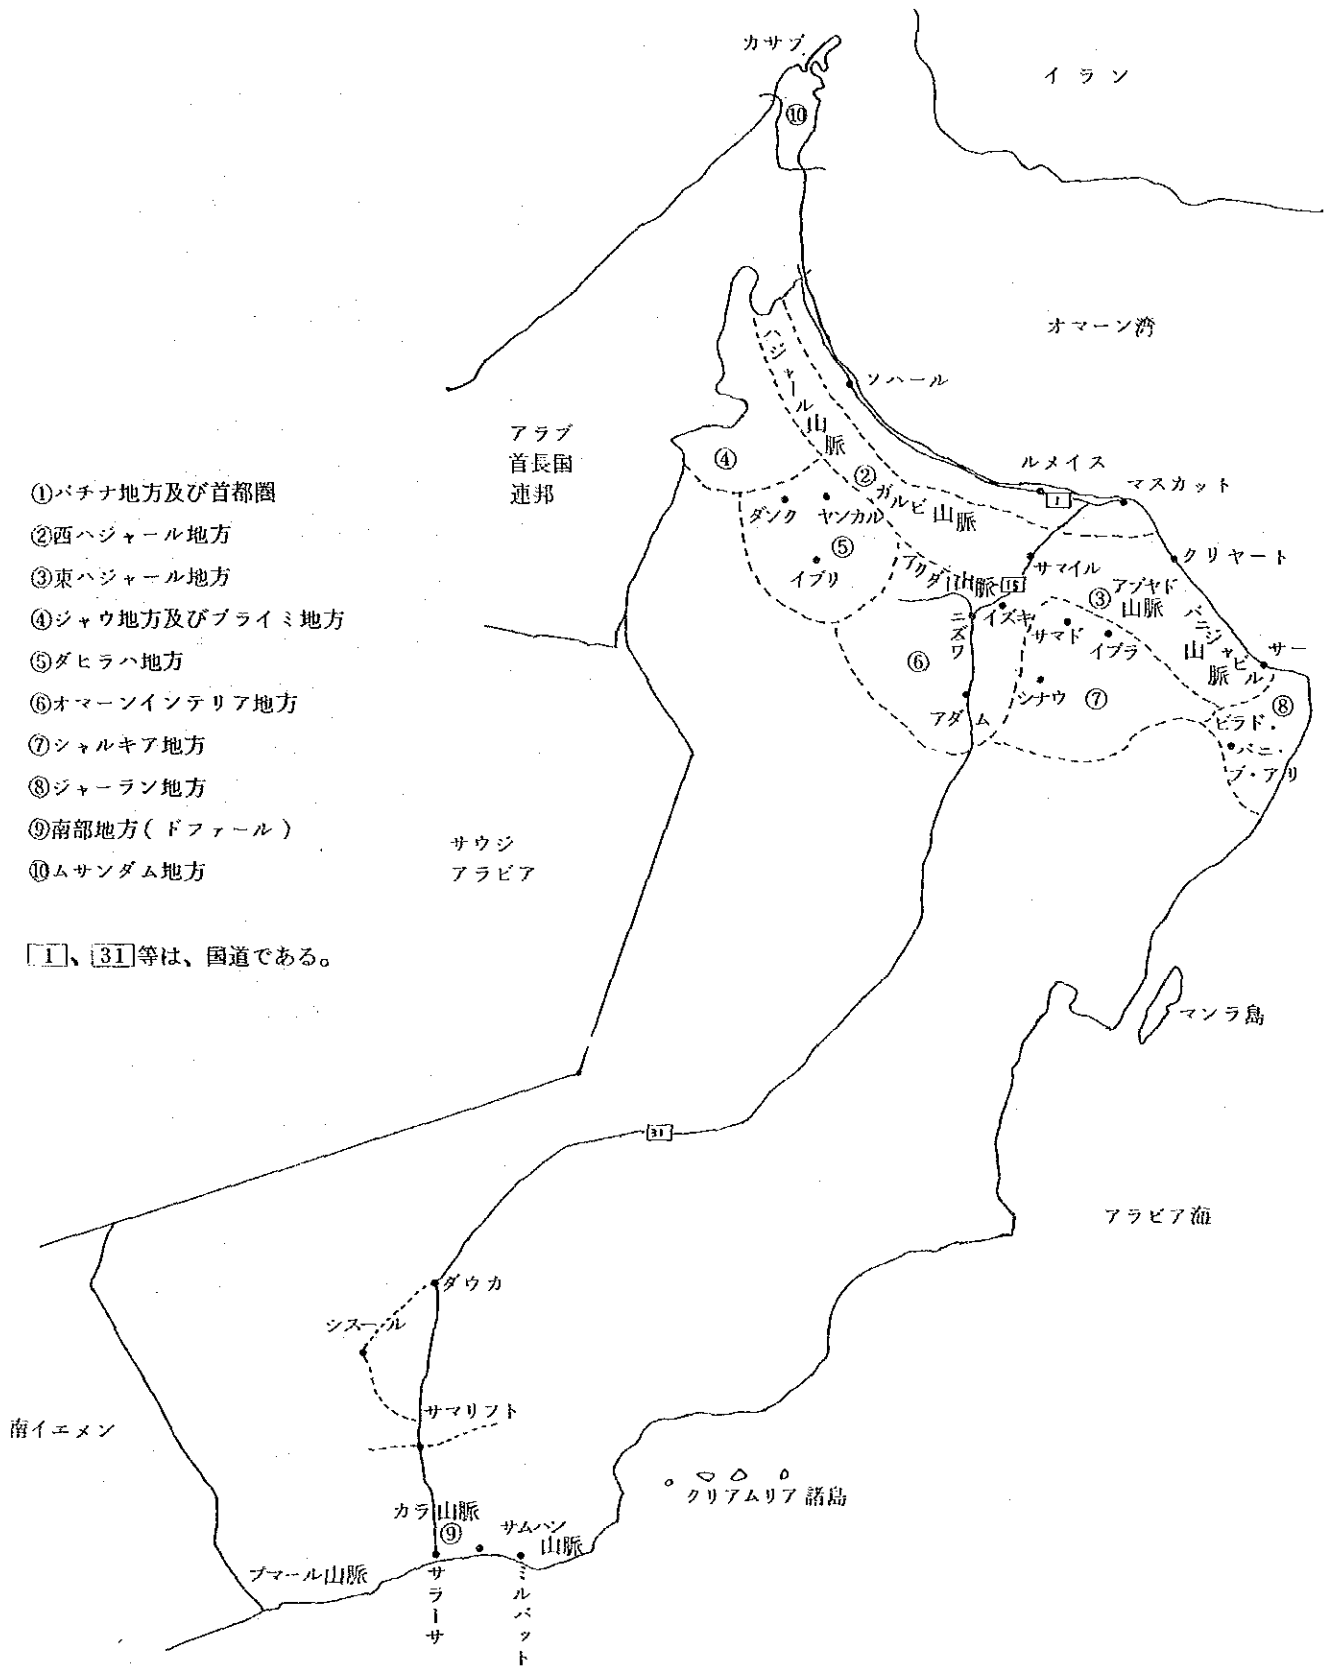 カサブ
イラン
⑩
オマーン湾
ハジャール山脈
ソハール
アラブ
首長国
連邦
④
②
ガルビ山脈
ルメイス
1
マスカット
①バチナ地方及び首都圏
②西ハジャール地方
③東ハジャール地方
④ジャウ地方及びブライミ地方
⑤ダヒラハ地方
⑥オマーンインテリア地方
⑦シャルキア地方
⑧ジャーラン地方
⑨南部地方(ドファール)
⑩ムサンダム地方
1、31等は、国道である。
ダンク
ヤンカル
⑤
イブリ
クリヤート
サマイル
アクダー山脈
15
③
アブヤド
山脈
ニズワ
イズキ
サマド
イブラ
バニジャビル
山脈
サー
⑥
シナウ
⑦
⑧
アダム
ビラド・
バニ・
ブ・アリ
サウジ
アラビア
マシラ島
31
アラビア海
ダウカ
シスール
サマリフト
南イエメン
クリアムリア諸島
カラ山脈
⑨
サムハン
山脈
ブマール山脈
サラーサ
ミルバット